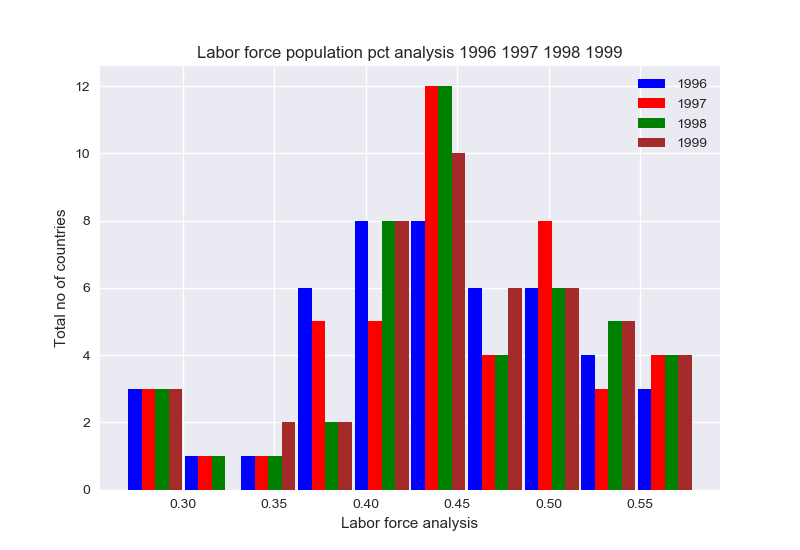 Labor force population pct analysis 1996 1997 1998 1999
1996
1997
1998
1999
12
10
8
6
4
2
0
Total no of countries
0.30 0.35 0.40 0.45 0.50 0.55
Labor force analysis